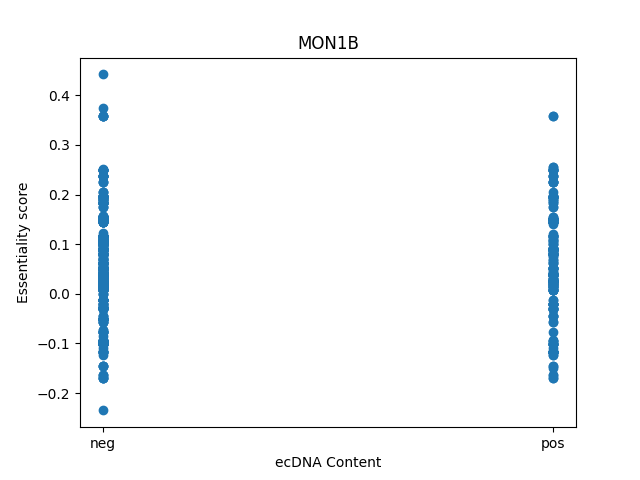 MON1B
Essentiality score
0.4
0.3
0.2
0.1
0.0
−0.1
−0.2
neg
pos
ecDNA Content